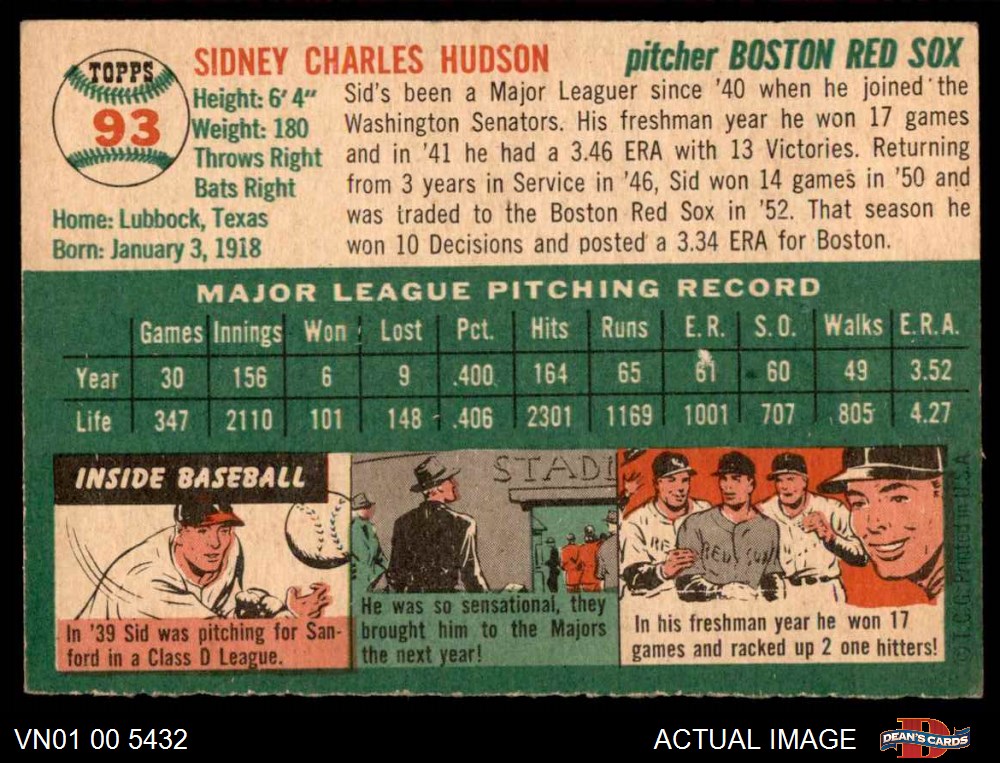 TOPPS
93
SIDNEY CHARLES HUDSON
pitcher BOSTON RED SOX
Height: 6' 4"
Weight: 180
Throws Right
Bats Right
Home: Lubbock, Texas
Born: January 3, 1918
Sid's been a Major Leaguer since '40 when he joined the
Washington Senators. His freshman year he won 17 games
and in '41 he had a 3.46 ERA with 13 Victories. Returning
from 3 years in Service in '46, Sid won 14 games in '50 and
was traded to the Boston Red Sox in '52. That season he
won 10 Decisions and posted a 3.34 ERA for Boston.
MAJOR LEAGUE PITCHING RECORD
Games Innings Won Lost Pct. Hits Runs E.R. S.O. Walks E.R.A.
Year 30 156 6 9 .400 164 65 61 60 49 3.52
Life 347 2110 101 148 .406 2301 1169 1001 707 805 4.27
INSIDE BASEBALL
In '39 Sid was pitching for San-
ford in a Class D League.
STADI
He was so sensational, they
brought him to the Majors
the next year!
RED SOX
In his freshman year he won 17
games and racked up 2 one hitters!
©T.C.G. Printed in U.S.A
VN01 00 5432
ACTUAL IMAGE
D
DEAN'S CARDS